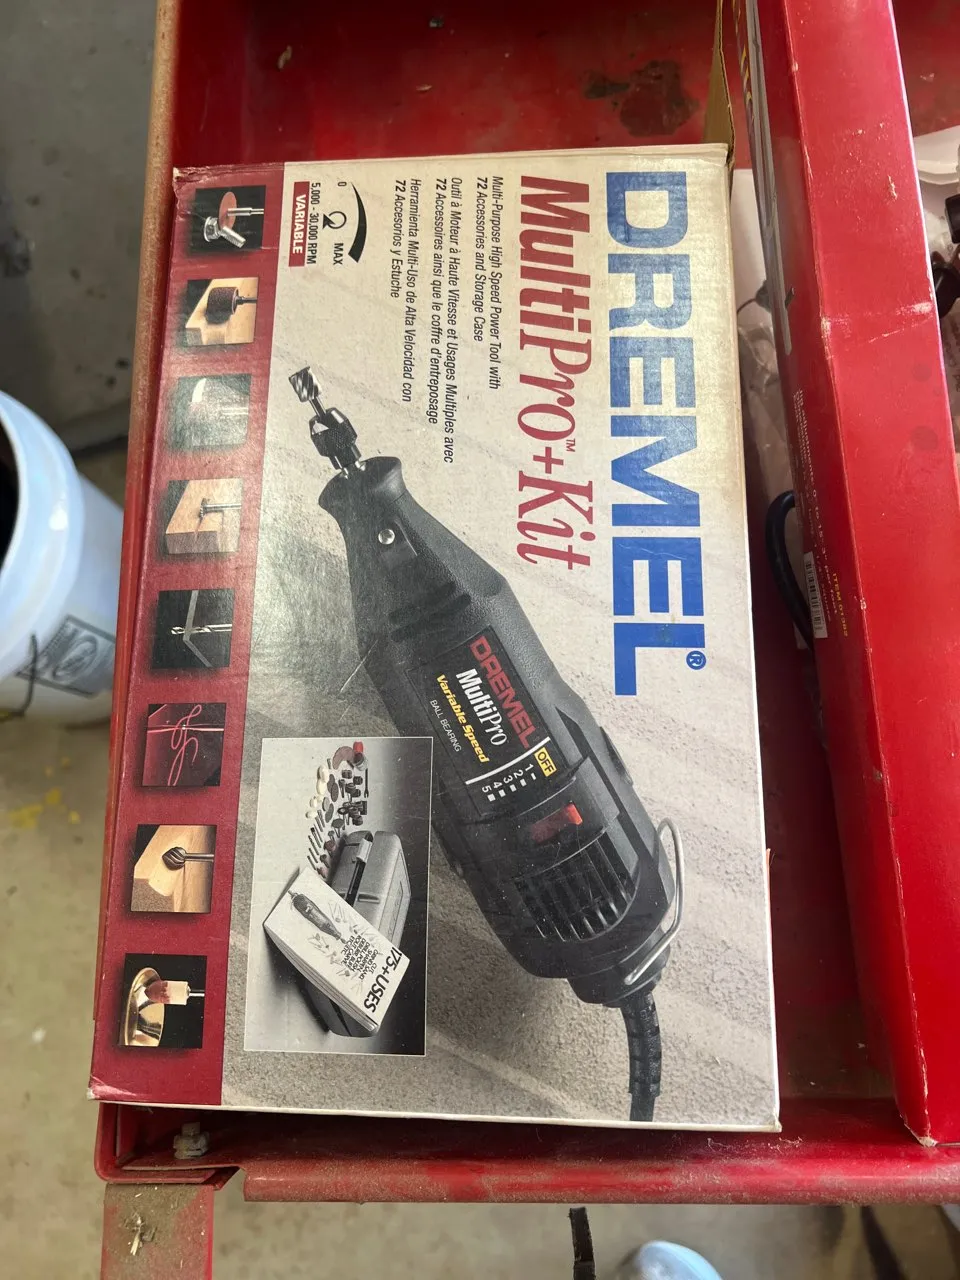 DREMEL®
MultiPro™+Kit
Multi-Purpose High Speed Power Tool with
72 Accessories and Storage Case
Outil à Moteur à Haute Vitesse et Usages Multiples avec
72 Accessoires ainsi que le coffre d'entreposage
Herramienta Multi-Uso de Alta Velocidad con
72 Accesorios y Estuche
0
MAX
5,000 - 30,000 RPM
VARIABLE
DREMEL
MultiPro
Variable Speed
BALL BEARING
OFF
1
2
3
4
5
175+USES
ITEM 01382